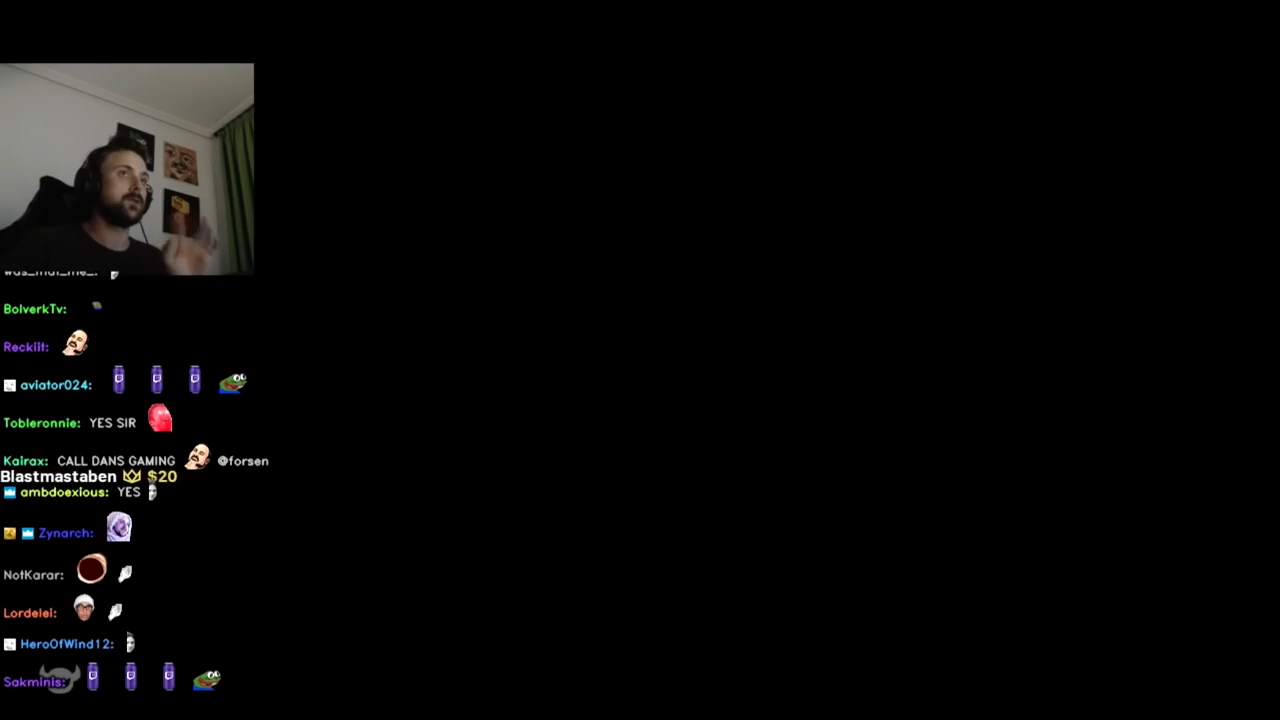 BolverkTv:
Reckiit:
aviator024:
Tobleronnie: YES SIR
Kairax: CALL DANS GAMING @forsen
Blastmastaben $20
ambdoexious: YES
Zynarch:
NotKarar:
Lordelei:
HeroOfWind12:
Sakminis: